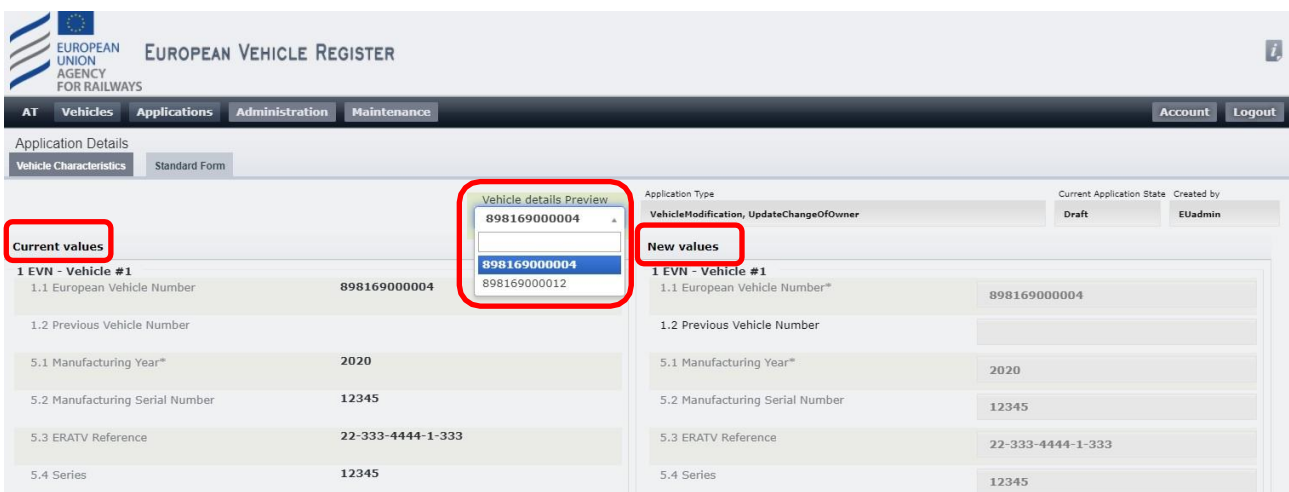 EUROPEAN
UNION
AGENCY
FOR RAILWAYS
EUROPEAN VEHICLE REGISTER
i
AT Vehicles Applications Administration Maintenance Account Logout
Application Details
Vehicle Characteristics Standard Form
Vehicle details Preview
898169000004
898169000004
898169000012
Application Type Current Application State Created by
VehicleModification, UpdateChangeOfOwner Draft EUadmin
Current values
1 EVN - Vehicle #1
1.1 European Vehicle Number 898169000004
1.2 Previous Vehicle Number
5.1 Manufacturing Year* 2020
5.2 Manufacturing Serial Number 12345
5.3 ERATV Reference 22-333-4444-1-333
5.4 Series 12345
New values
1 EVN - Vehicle #1
1.1 European Vehicle Number* 898169000004
1.2 Previous Vehicle Number
5.1 Manufacturing Year* 2020
5.2 Manufacturing Serial Number 12345
5.3 ERATV Reference 22-333-4444-1-333
5.4 Series 12345